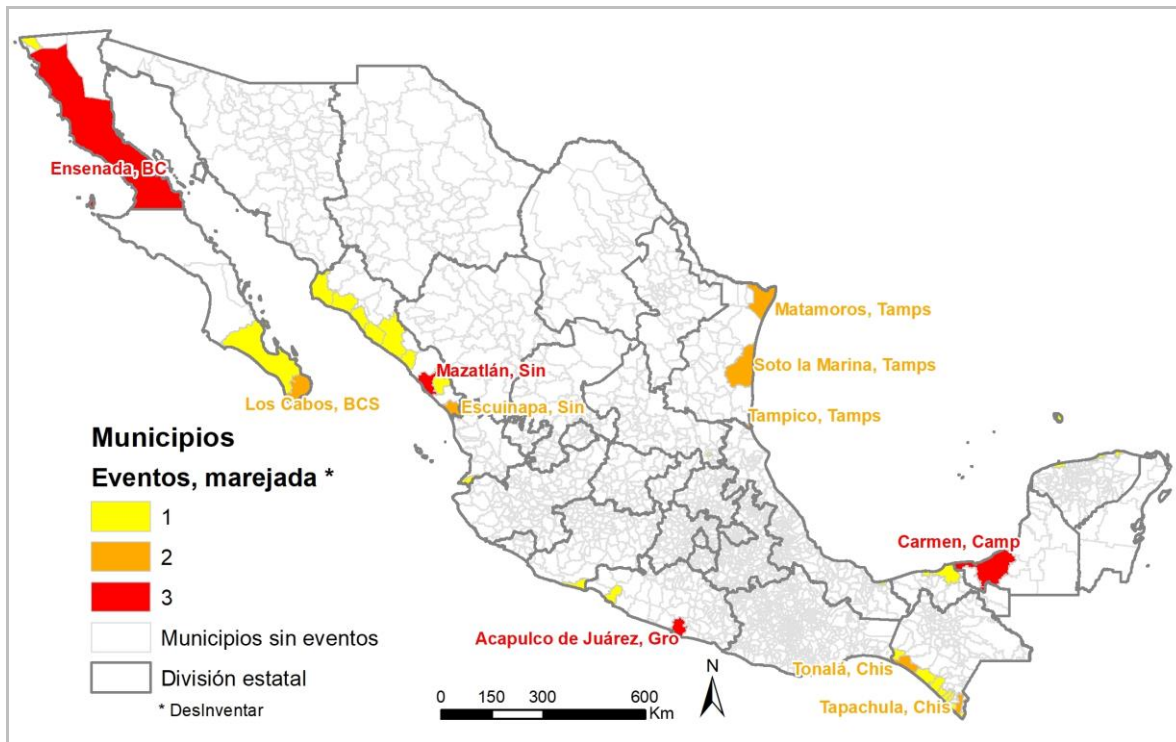 Ensenada, BC
Matamoros, Tamps
Soto la Marina, Tamps
Mazatlán, Sin
Los Cabos, BCS
Escuinapa, Sin
Tampico, Tamps
Municipios
Eventos, marejada *
1
2
3
Municipios sin eventos
División estatal
* DesInventar
Carmen, Camp
Acapulco de Juárez, Gro
Tonalá, Chis
Tapachula, Chis
N
0 150 300 600
Km